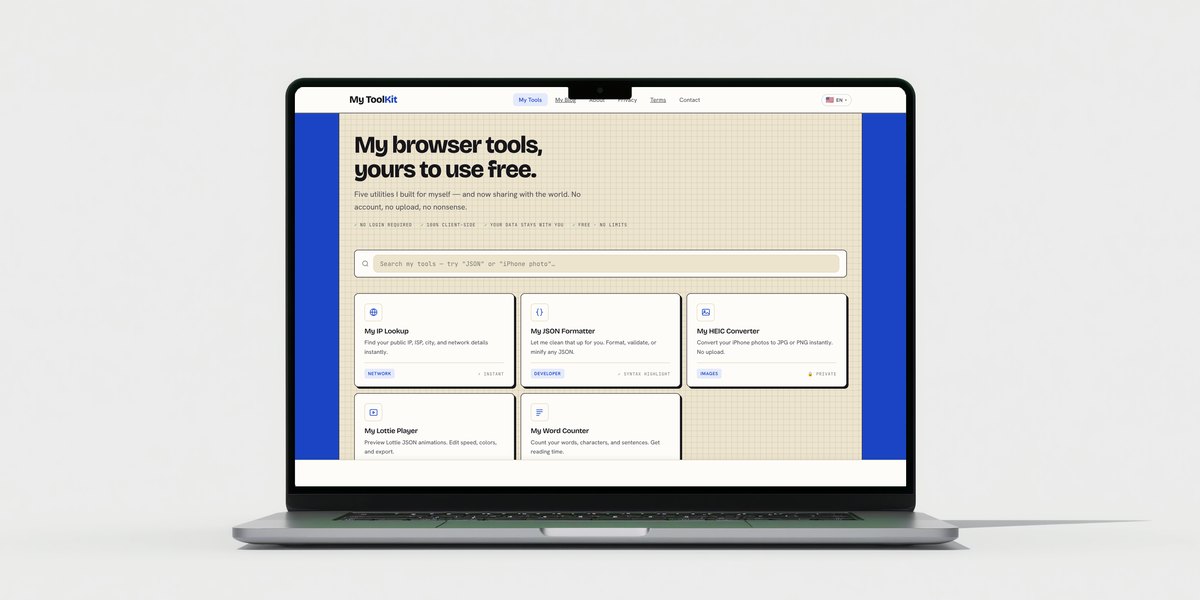 My ToolKit
My Tools My Blog About Privacy Terms Contact
EN
My browser tools,
yours to use free.
Five utilities I built for myself — and now sharing with the world. No
account, no upload, no nonsense.
✓ NO LOGIN REQUIRED ✓ 100% CLIENT-SIDE ✓ YOUR DATA STAYS WITH YOU ✓ FREE · NO LIMITS
Search my tools — try "JSON" or "iPhone photo"…
My IP Lookup
Find your public IP, ISP, city, and network details
instantly.
NETWORK
INSTANT
My JSON Formatter
Let me clean that up for you. Format, validate, or
minify any JSON.
DEVELOPER
SYNTAX HIGHLIGHT
My HEIC Converter
Convert your iPhone photos to JPG or PNG instantly.
No upload.
IMAGES
PRIVATE
My Lottie Player
Preview Lottie JSON animations. Edit speed, colors,
and export.
My Word Counter
Count your words, characters, and sentences. Get
reading time.